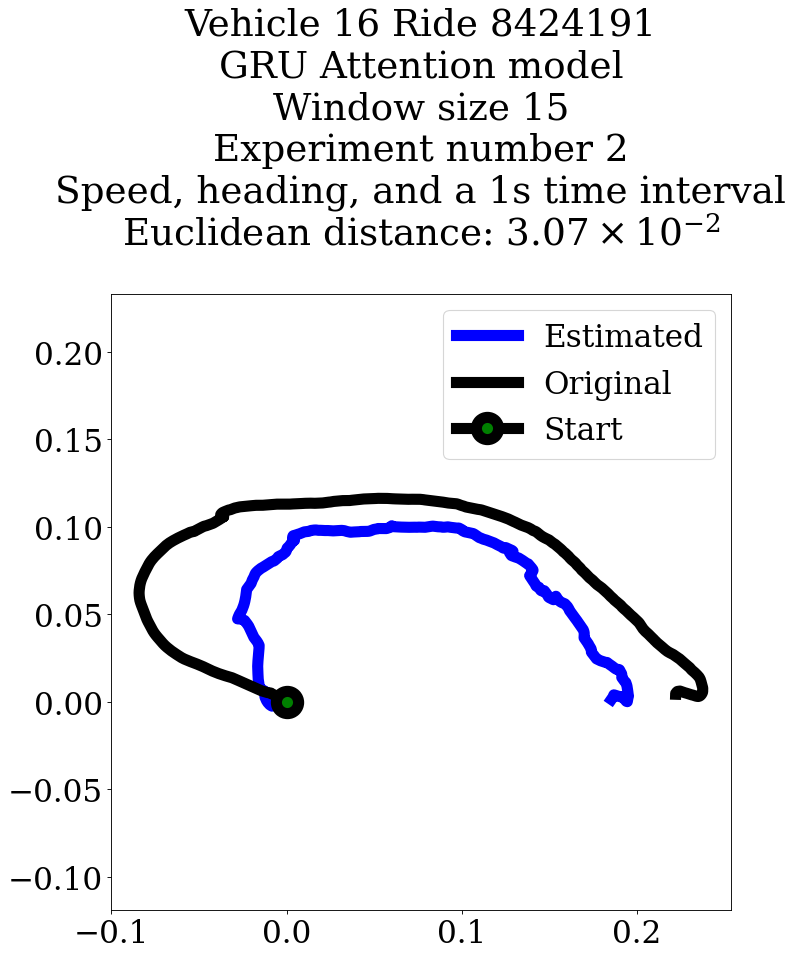 Vehicle 16 Ride 8424191
GRU Attention model
Window size 15
Experiment number 2
Speed, heading, and a 1s time interval
Euclidean distance: 3.07 × 10⁻²
Estimated
Original
Start
0.20
0.15
0.10
0.05
0.00
−0.05
−0.10
−0.1 0.0 0.1 0.2